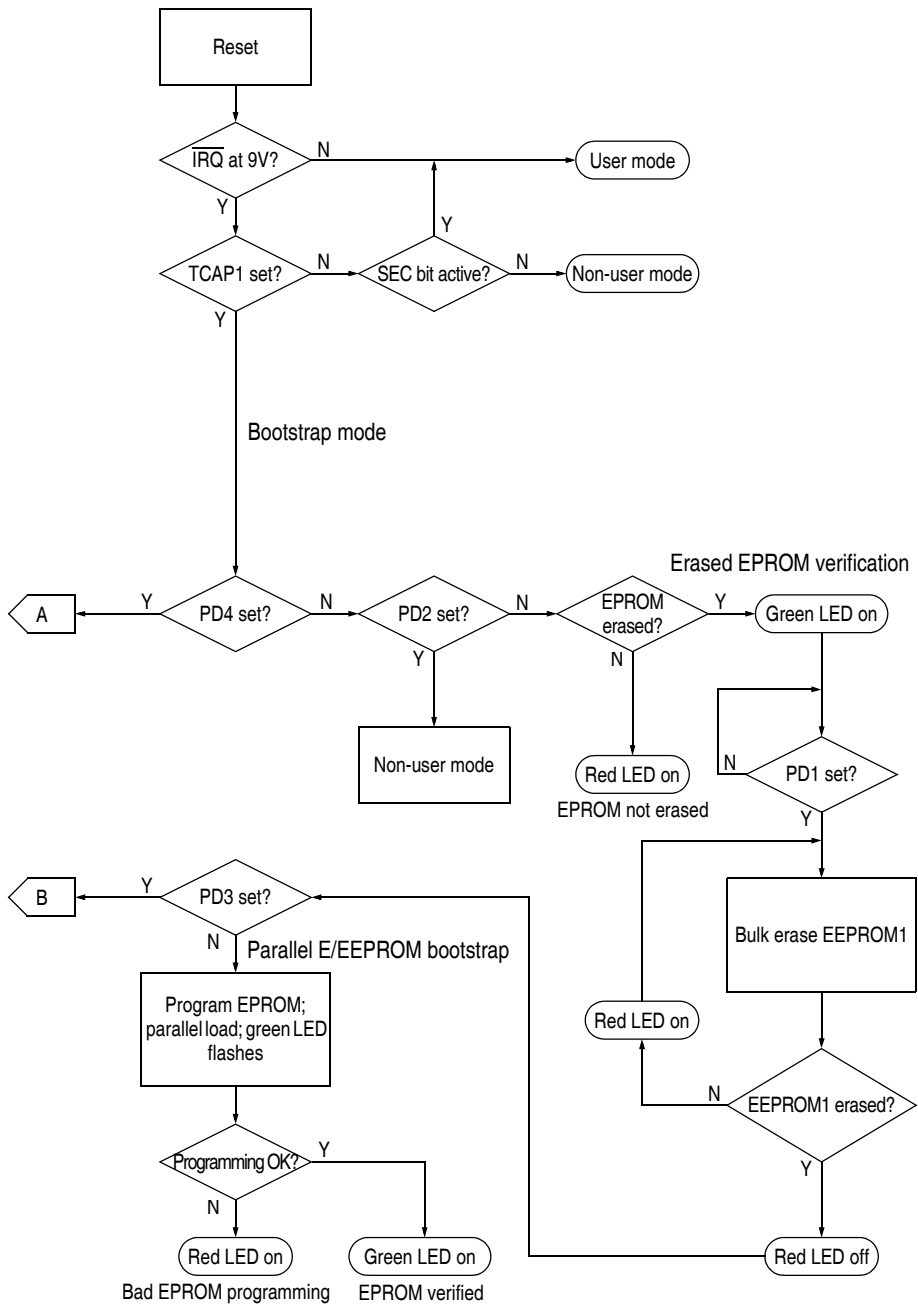 Reset
IRQ at 9V?
N
User mode
Y
Y
TCAP1 set?
N
SEC bit active?
N
Non-user mode
Y
Bootstrap mode
Erased EPROM verification
A
Y
PD4 set?
N
PD2 set?
N
EPROM
erased?
Y
Green LED on
Y
N
Non-user mode
Red LED on
EPROM not erased
N
PD1 set?
Y
B
Y
PD3 set?
N
Parallel E/EEPROM bootstrap
Bulk erase EEPROM1
Program EPROM;
parallel load; green LED
flashes
Red LED on
N
EEPROM1 erased?
Programming OK?
Y
Y
N
Red LED on
Green LED on
Red LED off
Bad EPROM programming
EPROM verified